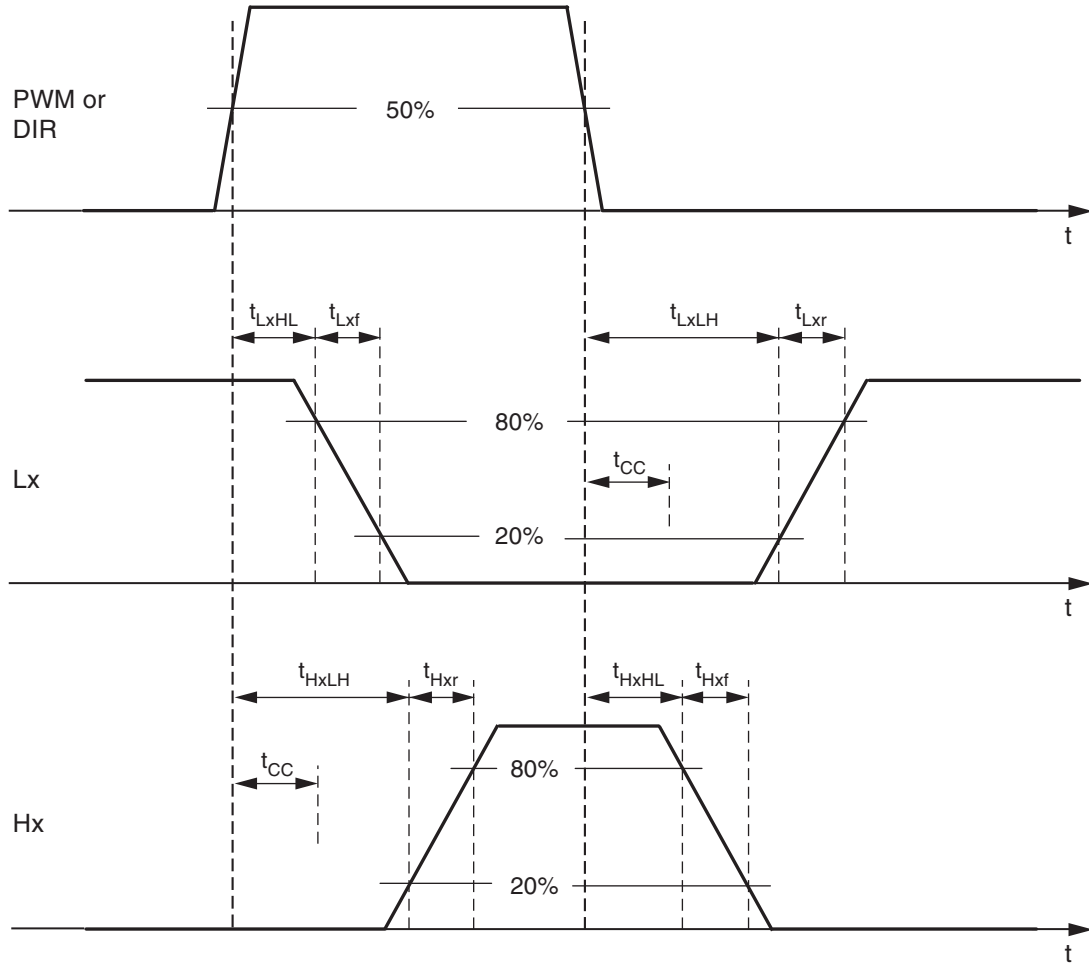 PWM or
DIR
50%
t
tLxHL
tLxf
tLxLH
tLxr
80%
Lx
tCC
20%
t
tHxLH
tHxr
tHxHL
tHxf
tCC
80%
Hx
20%
t